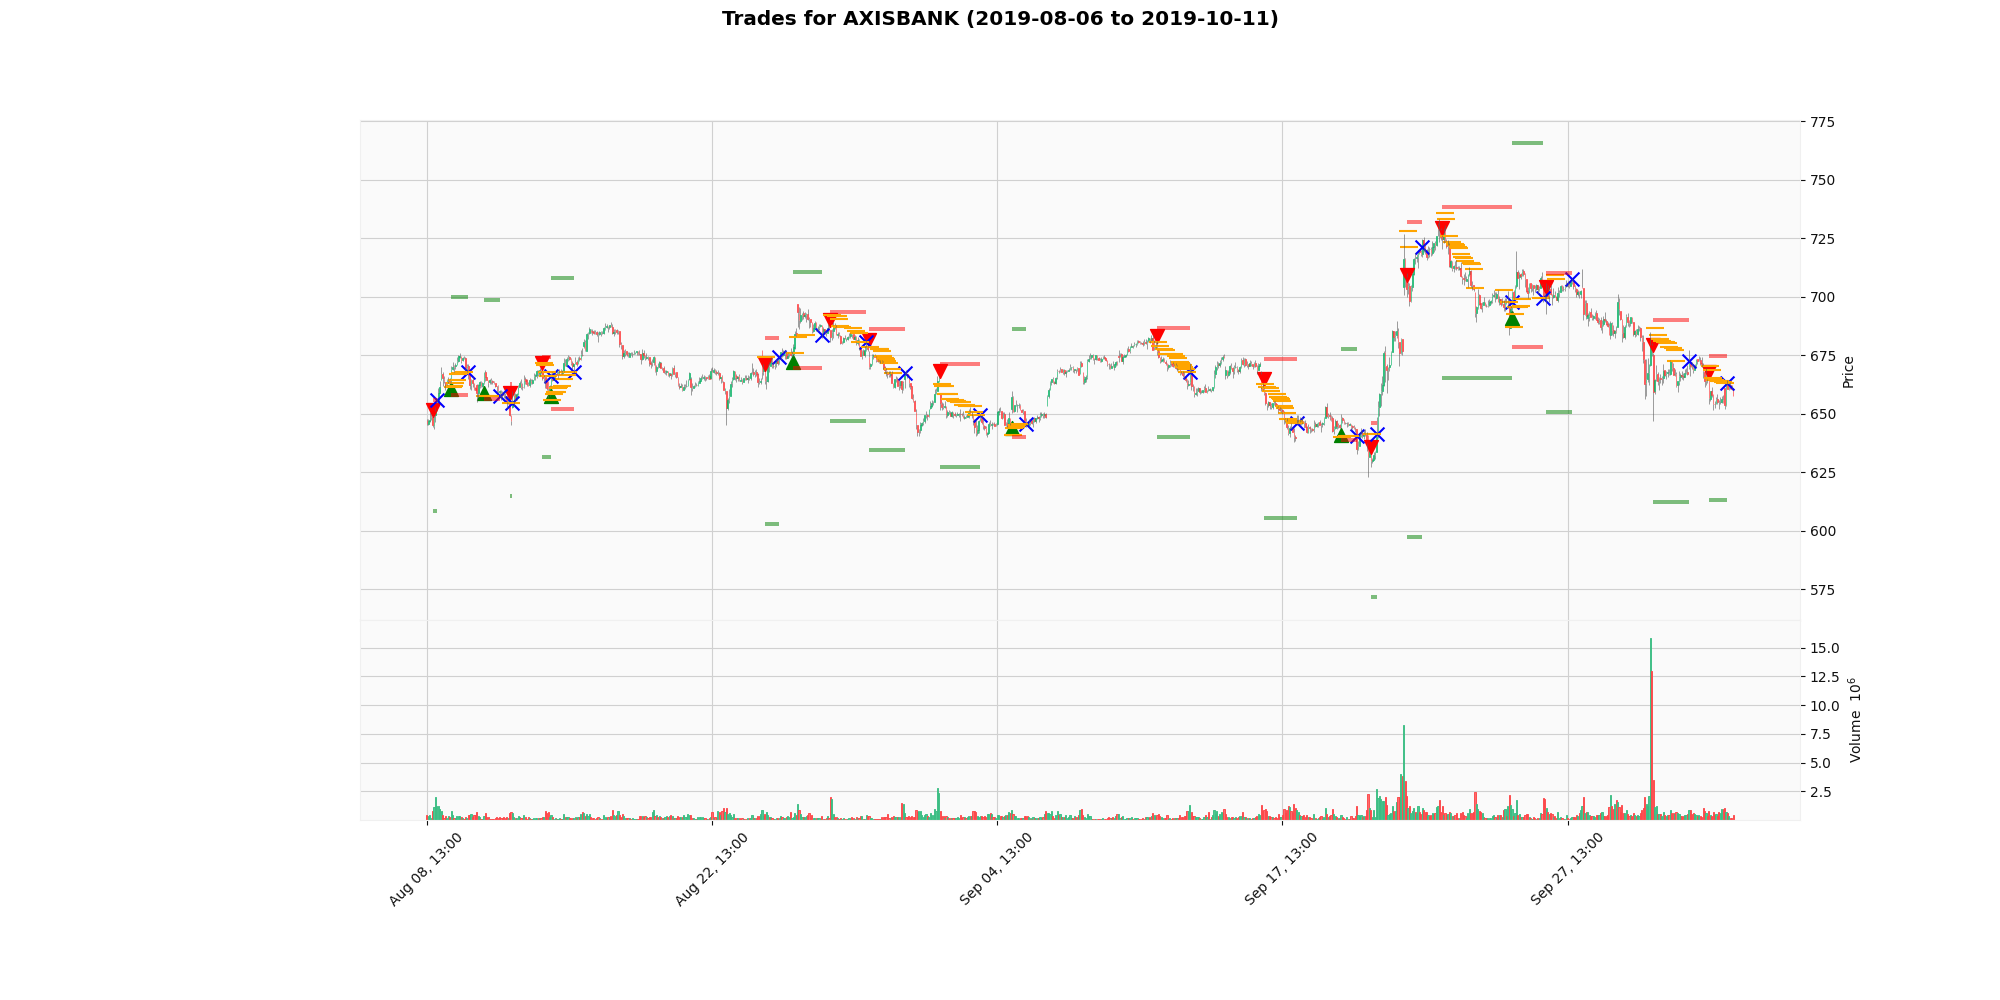 Trades for AXISBANK (2019-08-06 to 2019-10-11)
775
750
725
700
675
650
625
600
575
Price
15.0
12.5
10.0
7.5
5.0
2.5
Volume 10^6
Aug 08, 13:00
Aug 22, 13:00
Sep 04, 13:00
Sep 17, 13:00
Sep 27, 13:00